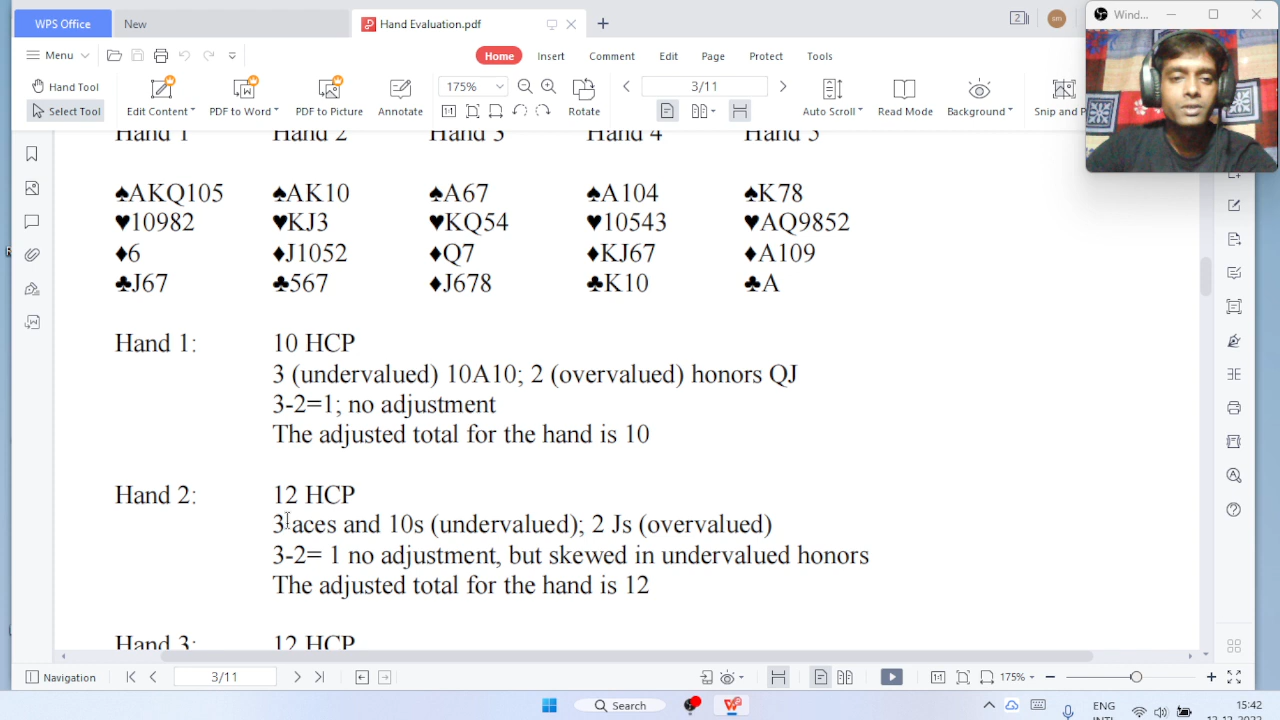 WPS Office
New
Hand Evaluation.pdf
2
sm
Wind...
Menu
Home
Insert
Comment
Edit
Page
Protect
Tools
Hand Tool
Select Tool
Edit Content
PDF to Word
PDF to Picture
Annotate
175%
Rotate
3/11
Auto Scroll
Read Mode
Background
Snip and P
Hand 1 Hand 2 Hand 3 Hand 4 Hand 5
♠AKQ105 ♠AK10 ♠A67 ♠A104 ♠K78
♥10982 ♥KJ3 ♥KQ54 ♥10543 ♥AQ9852
♦6 ♦J1052 ♦Q7 ♦KJ67 ♦A109
♣J67 ♣567 ♦J678 ♣K10 ♣A
Hand 1: 10 HCP
3 (undervalued) 10A10; 2 (overvalued) honors QJ
3-2=1; no adjustment
The adjusted total for the hand is 10
Hand 2: 12 HCP
3 aces and 10s (undervalued); 2 Js (overvalued)
3-2= 1 no adjustment, but skewed in undervalued honors
The adjusted total for the hand is 12
Hand 3: 12 HCP
Navigation
3/11
175%
Search
ENG
INTL
15:42